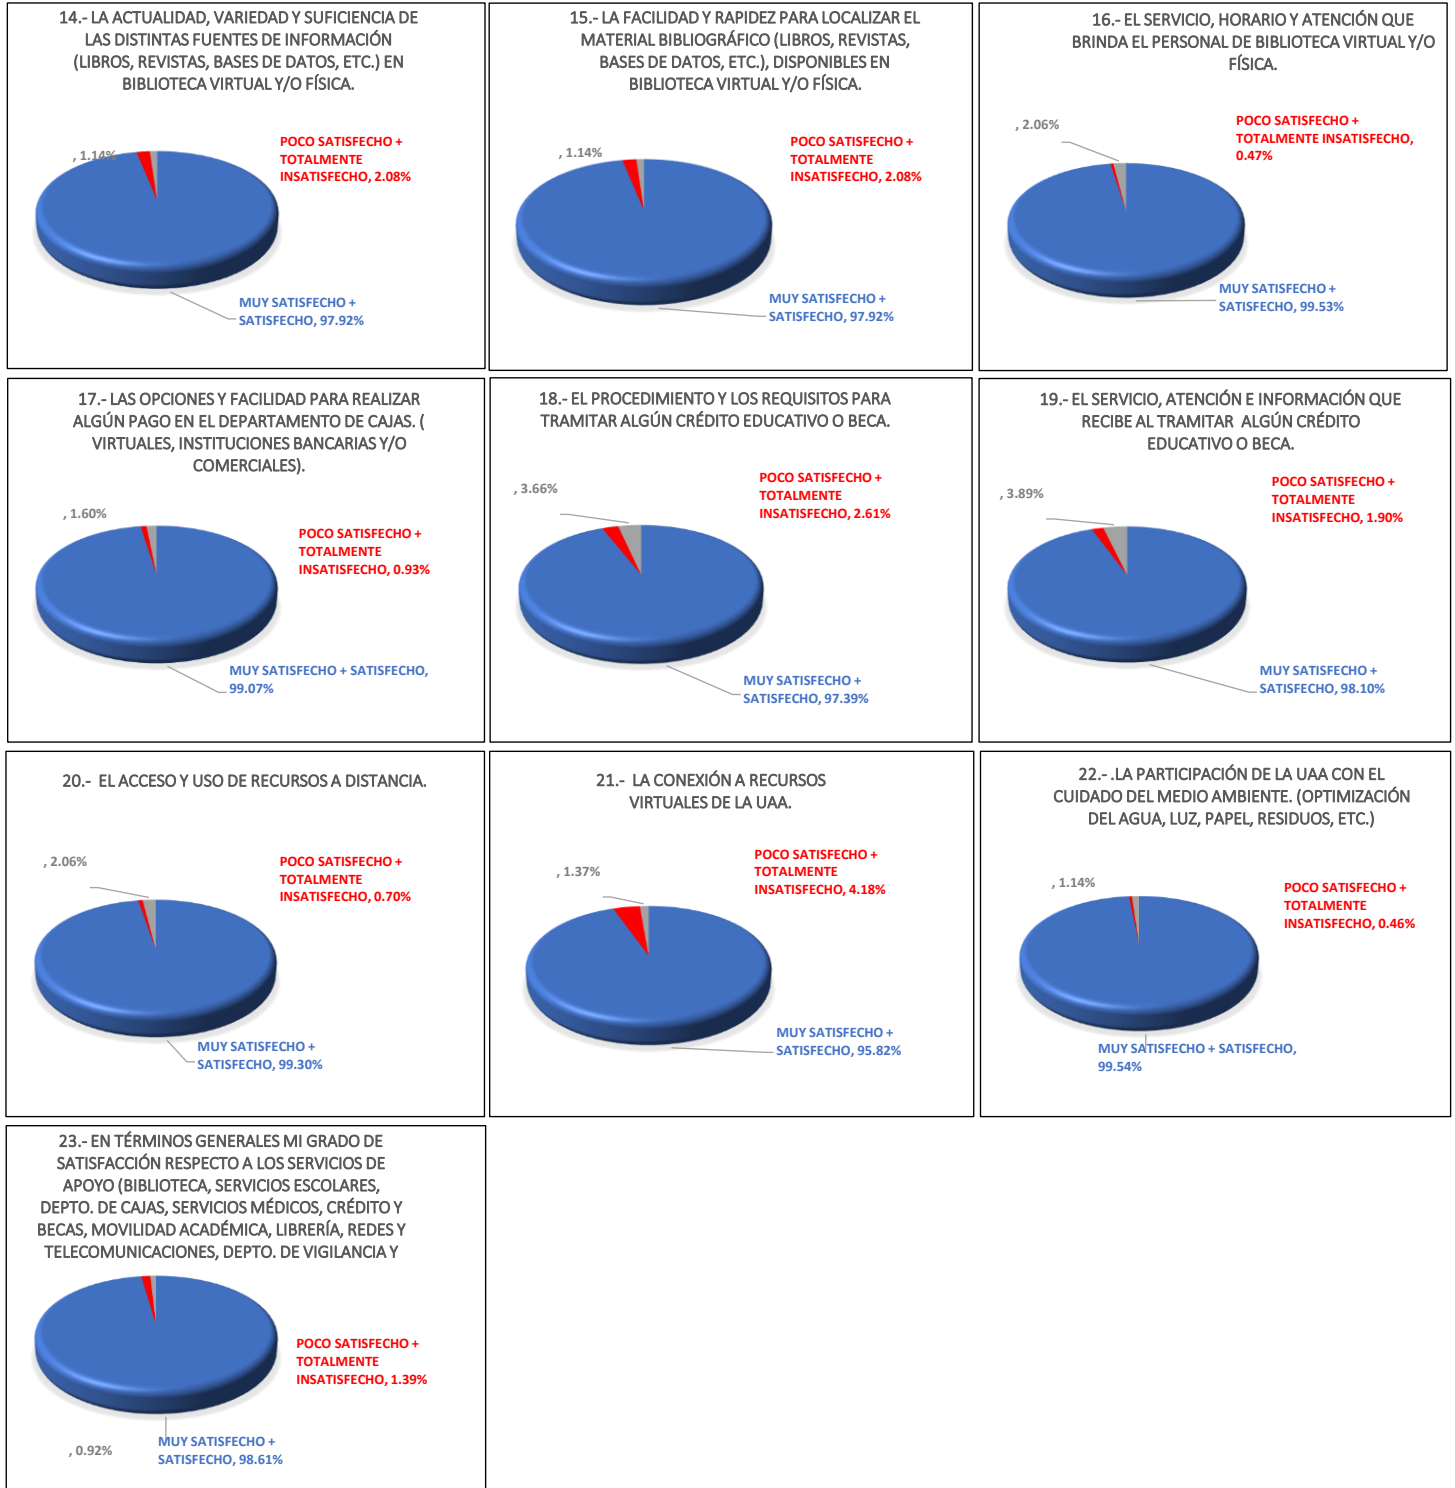 14.- LA ACTUALIDAD, VARIEDAD Y SUFICIENCIA DE
LAS DISTINTAS FUENTES DE INFORMACIÓN
(LIBROS, REVISTAS, BASES DE DATOS, ETC.) EN
BIBLIOTECA VIRTUAL Y/O FÍSICA.
, 1.14%
POCO SATISFECHO +
TOTALMENTE
INSATISFECHO, 2.08%
MUY SATISFECHO +
SATISFECHO, 97.92%
15.- LA FACILIDAD Y RAPIDEZ PARA LOCALIZAR EL
MATERIAL BIBLIOGRÁFICO (LIBROS, REVISTAS,
BASES DE DATOS, ETC.), DISPONIBLES EN
BIBLIOTECA VIRTUAL Y/O FÍSICA.
, 1.14%
POCO SATISFECHO +
TOTALMENTE
INSATISFECHO, 2.08%
MUY SATISFECHO +
SATISFECHO, 97.92%
16.- EL SERVICIO, HORARIO Y ATENCIÓN QUE
BRINDA EL PERSONAL DE BIBLIOTECA VIRTUAL Y/O
FÍSICA.
, 2.06%
POCO SATISFECHO +
TOTALMENTE INSATISFECHO,
0.47%
MUY SATISFECHO +
SATISFECHO, 99.53%
17.- LAS OPCIONES Y FACILIDAD PARA REALIZAR
ALGÚN PAGO EN EL DEPARTAMENTO DE CAJAS. (
VIRTUALES, INSTITUCIONES BANCARIAS Y/O
COMERCIALES).
, 1.60%
POCO SATISFECHO +
TOTALMENTE
INSATISFECHO, 0.93%
MUY SATISFECHO + SATISFECHO,
99.07%
18.- EL PROCEDIMIENTO Y LOS REQUISITOS PARA
TRAMITAR ALGÚN CRÉDITO EDUCATIVO O BECA.
, 3.66%
POCO SATISFECHO +
TOTALMENTE
INSATISFECHO, 2.61%
MUY SATISFECHO +
SATISFECHO, 97.39%
19.- EL SERVICIO, ATENCIÓN E INFORMACIÓN QUE
RECIBE AL TRAMITAR ALGÚN CRÉDITO
EDUCATIVO O BECA.
, 3.89%
POCO SATISFECHO +
TOTALMENTE
INSATISFECHO, 1.90%
MUY SATISFECHO +
SATISFECHO, 98.10%
20.- EL ACCESO Y USO DE RECURSOS A DISTANCIA.
, 2.06%
POCO SATISFECHO +
TOTALMENTE
INSATISFECHO, 0.70%
MUY SATISFECHO +
SATISFECHO, 99.30%
21.- LA CONEXIÓN A RECURSOS
VIRTUALES DE LA UAA.
, 1.37%
POCO SATISFECHO +
TOTALMENTE
INSATISFECHO, 4.18%
MUY SATISFECHO +
SATISFECHO, 95.82%
22.- .LA PARTICIPACIÓN DE LA UAA CON EL
CUIDADO DEL MEDIO AMBIENTE. (OPTIMIZACIÓN
DEL AGUA, LUZ, PAPEL, RESIDUOS, ETC.)
, 1.14%
POCO SATISFECHO +
TOTALMENTE
INSATISFECHO, 0.46%
MUY SATISFECHO + SATISFECHO,
99.54%
23.- EN TÉRMINOS GENERALES MI GRADO DE
SATISFACCIÓN RESPECTO A LOS SERVICIOS DE
APOYO (BIBLIOTECA, SERVICIOS ESCOLARES,
DEPTO. DE CAJAS, SERVICIOS MÉDICOS, CRÉDITO Y
BECAS, MOVILIDAD ACADÉMICA, LIBRERÍA, REDES Y
TELECOMUNICACIONES, DEPTO. DE VIGILANCIA Y
POCO SATISFECHO +
TOTALMENTE
INSATISFECHO, 1.39%
, 0.92%
MUY SATISFECHO +
SATISFECHO, 98.61%